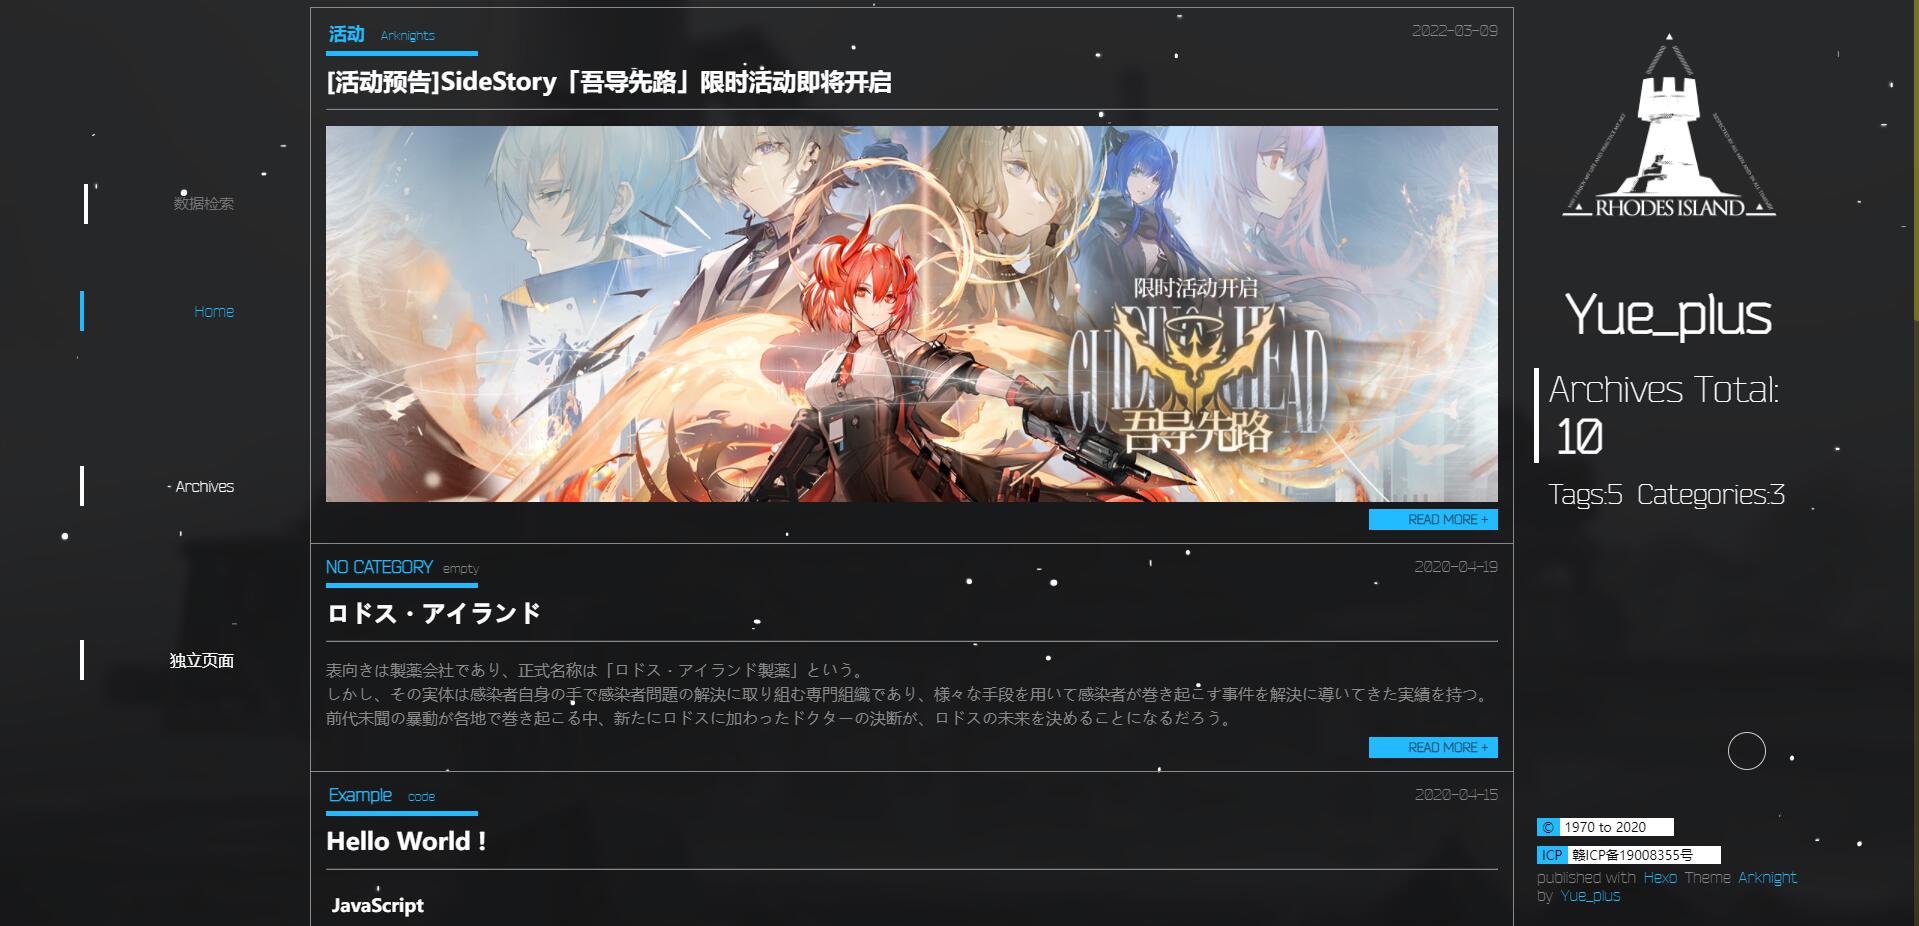 数据检索
Home
- Archives
独立页面
活动 Arknights
2022-03-09
[活动预告]SideStory「吾导先路」限时活动即将开启
限时活动开启
GUIDING AHEAD
吾导先路
READ MORE +
NO CATEGORY empty
2020-04-19
ロドス・アイランド
表向きは製薬会社であり、正式名称は「ロドス・アイランド製薬」という。
しかし、その実体は感染者自身の手で感染者問題の解決に取り組む専門組織であり、様々な手段を用いて感染者が巻き起こす事件を解決に導いてきた実績を持つ。
前代未聞の暴動が各地で巻き起こる中、新たにロドスに加わったドクターの決断が、ロドスの未来を決めることになるだろう。
READ MORE +
Example code
2020-04-15
Hello World !
JavaScript
RHODES ISLAND
Yue_plus
Archives Total:
10
Tags:5 Categories:3
© 1970 to 2020
ICP 赣ICP备19008355号
published with Hexo Theme Arknight
by Yue_plus